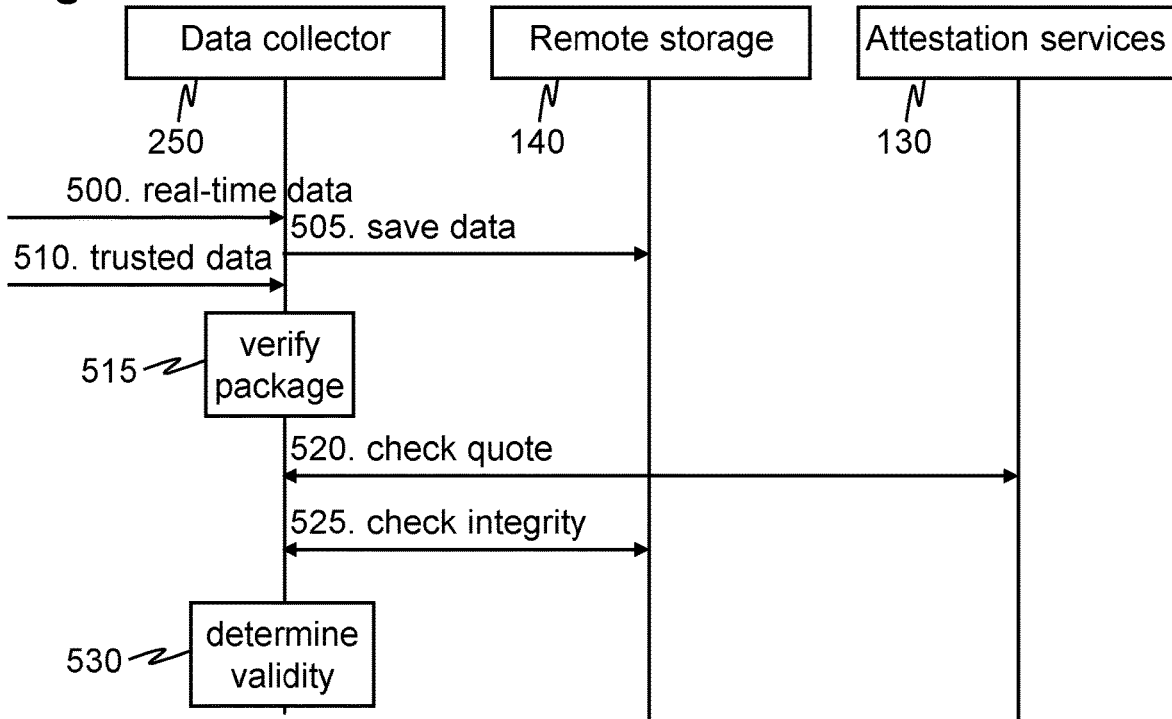 Data collector
Remote storage
Attestation services
250
140
130
500. real-time data
505. save data
510. trusted data
verify
package
515
520. check quote
525. check integrity
determine
validity
530